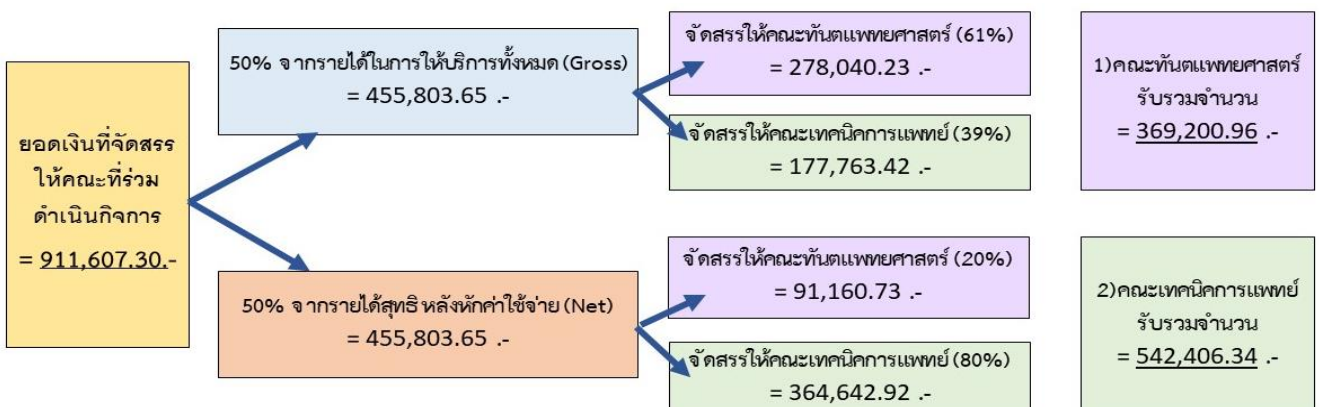 ยอดเงินที่จัดสรร
ให้คณะที่ร่วม
ดำเนินกิจการ
= 911,607.30.-
50% จากรายได้ในการให้บริการทั้งหมด (Gross)
= 455,803.65 .-
จัดสรรให้คณะทันตแพทยศาสตร์ (61%)
= 278,040.23 .-
จัดสรรให้คณะเทคนิคการแพทย์ (39%)
= 177,763.42 .-
50% จากรายได้สุทธิ หลังหักค่าใช้จ่าย (Net)
= 455,803.65 .-
จัดสรรให้คณะทันตแพทยศาสตร์ (20%)
= 91,160.73 .-
จัดสรรให้คณะเทคนิคการแพทย์ (80%)
= 364,642.92 .-
1)คณะทันตแพทยศาสตร์
รับรวมจำนวน
= 369,200.96 .-
2)คณะเทคนิคการแพทย์
รับรวมจำนวน
= 542,406.34 .-